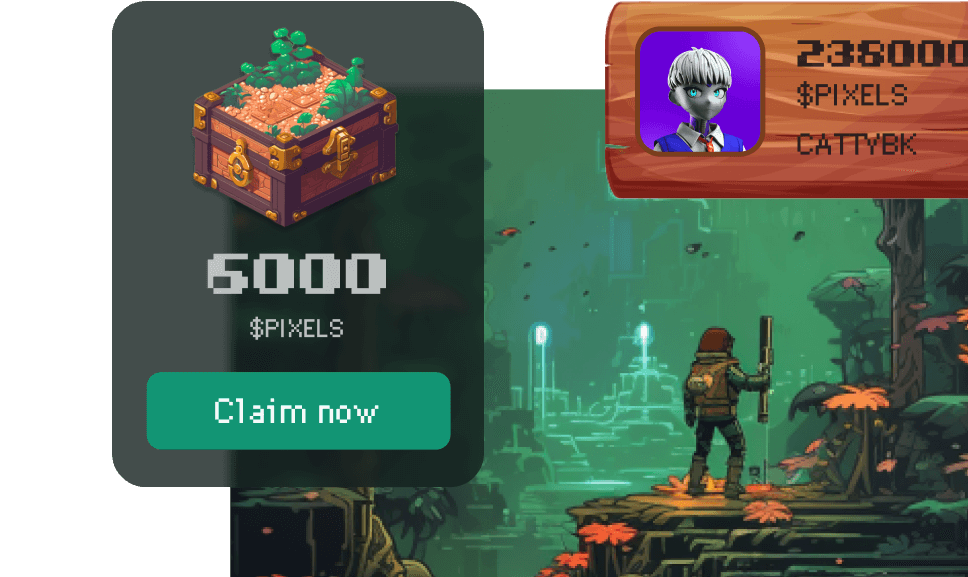 6000
$PIXELS
Claim now
238000
$PIXELS
CATTYBK